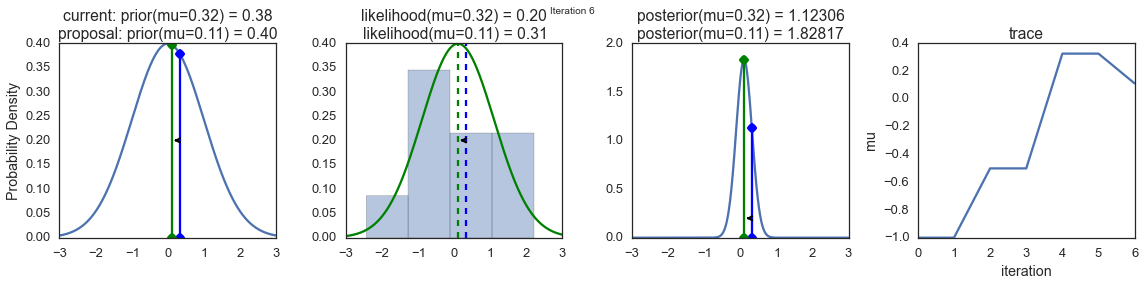 current: prior(mu=0.32) = 0.38
proposal: prior(mu=0.11) = 0.40
Probability Density
0.40
0.35
0.30
0.25
0.20
0.15
0.10
0.05
0.00
−3 −2 −1 0 1 2 3
Iteration 6
likelihood(mu=0.32) = 0.20
likelihood(mu=0.11) = 0.31
0.40
0.35
0.30
0.25
0.20
0.15
0.10
0.05
0.00
−3 −2 −1 0 1 2 3
posterior(mu=0.32) = 1.12306
posterior(mu=0.11) = 1.82817
2.0
1.5
1.0
0.5
0.0
−3 −2 −1 0 1 2 3
trace
mu
0.4
0.2
0.0
−0.2
−0.4
−0.6
−0.8
−1.0
0 1 2 3 4 5 6
iteration